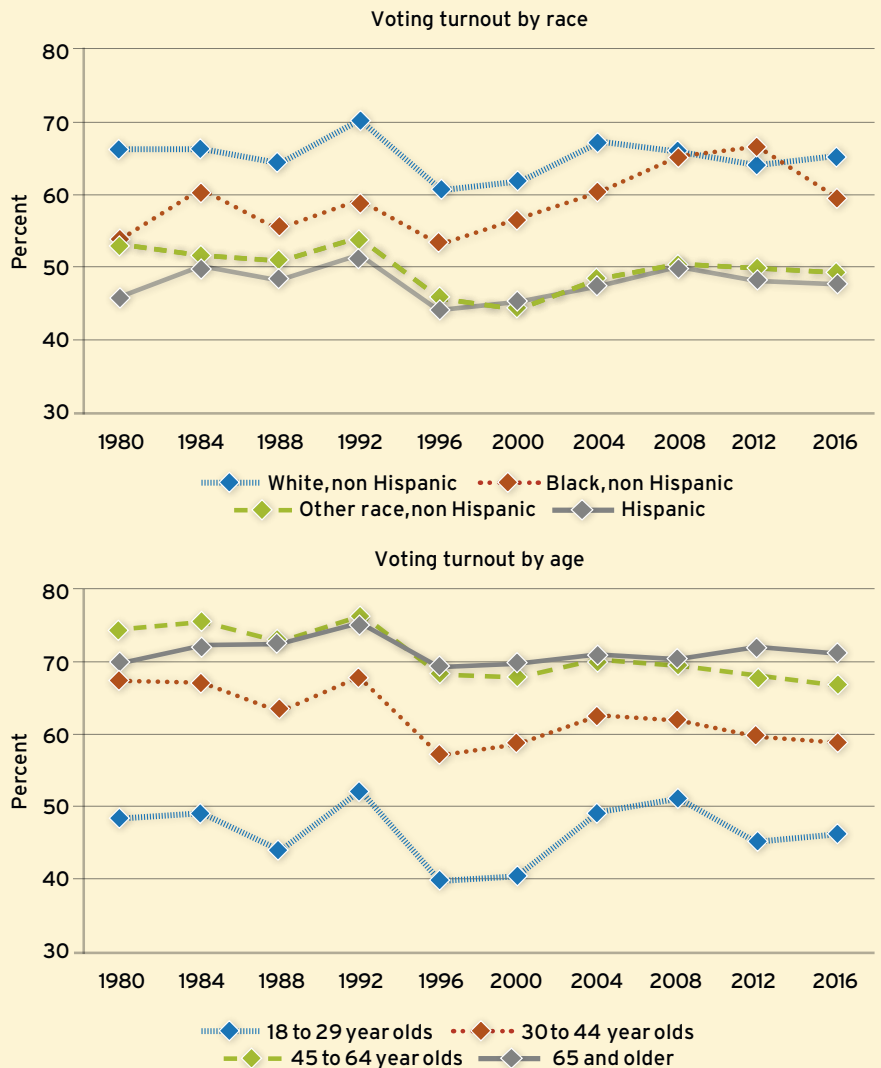 Voting turnout by race
80
70
60
50
40
30
Percent
1980 1984 1988 1992 1996 2000 2004 2008 2012 2016
White,non Hispanic Black,non Hispanic
Other race,non Hispanic Hispanic
Voting turnout by age
80
70
60
50
40
30
Percent
1980 1984 1988 1992 1996 2000 2004 2008 2012 2016
18 to 29 year olds 30 to 44 year olds
45 to 64 year olds 65 and older